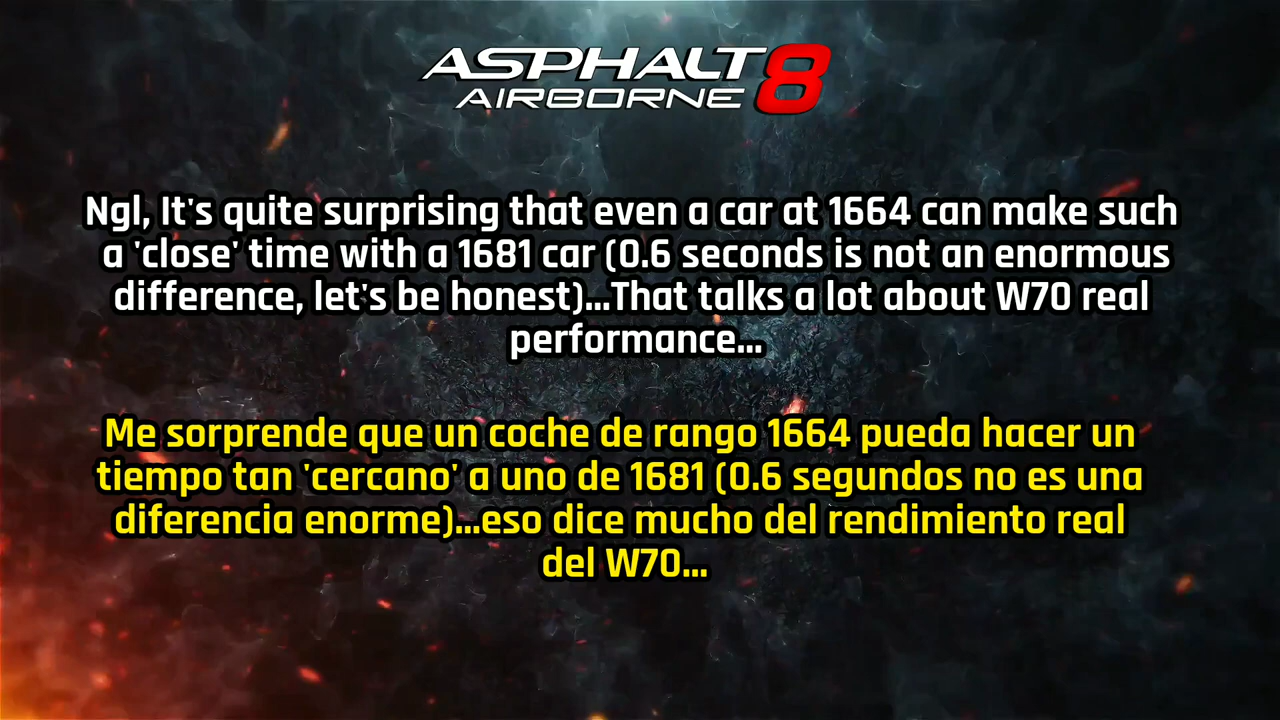 ASPHALT 8
AIRBORNE
Ngl, It's quite surprising that even a car at 1664 can make such
a 'close' time with a 1681 car (0.6 seconds is not an enormous
difference, let's be honest)...That talks a lot about W70 real
performance...
Me sorprende que un coche de rango 1664 pueda hacer un
tiempo tan 'cercano' a uno de 1681 (0.6 segundos no es una
diferencia enorme)...eso dice mucho del rendimiento real
del W70...